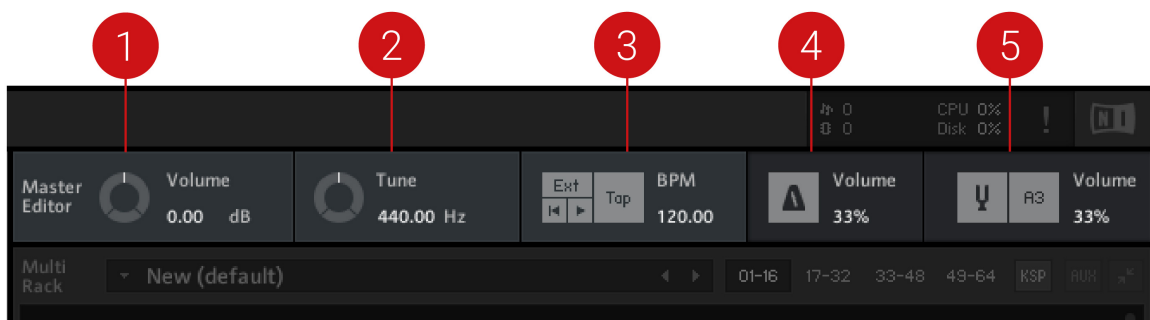 1 2 3 4 5
0 CPU 0% ! NI
0 Disk 0%
Master Editor
Volume
0.00 dB
Tune
440.00 Hz
Ext
Tap
BPM
120.00
Volume
33%
A3
Volume
33%
Multi Rack
New (default)
01-16 17-32 33-48 49-64 KSP AUX